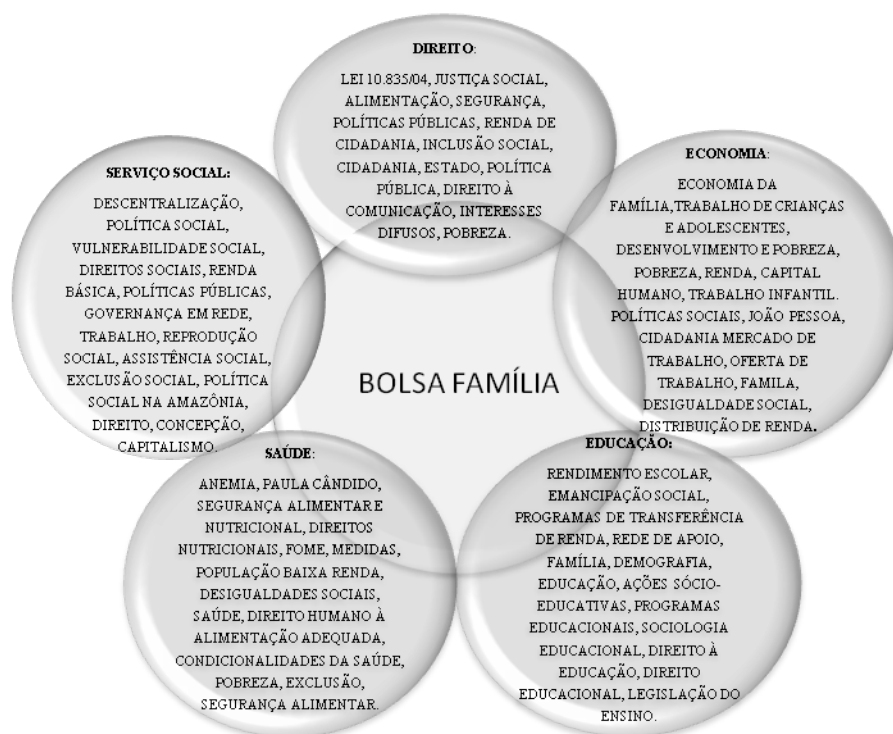 DIREITO:
LEI 10.835/04, JUSTIÇA SOCIAL,
ALIMENTAÇÃO, SEGURANÇA,
POLÍTICAS PÚBLICAS, RENDA DE
CIDADANIA, INCLUSÃO SOCIAL,
CIDADANIA, ESTADO, POLÍTICA
PÚBLICA, DIREITO À
COMUNICAÇÃO, INTERESSES
DIFUSOS, POBREZA.
SERVIÇO SOCIAL:
DESCENTRALIZAÇÃO,
POLÍTICA SOCIAL,
VULNERABILIDADE SOCIAL,
DIREITOS SOCIAIS, RENDA
BÁSICA, POLÍTICAS PÚBLICAS,
GOVERNANÇA EM REDE,
TRABALHO, REPRODUÇÃO
SOCIAL, ASSISTÊNCIA SOCIAL,
EXCLUSÃO SOCIAL, POLÍTICA
SOCIAL NA AMAZÔNIA,
DIREITO, CONCEPÇÃO,
CAPITALISMO.
ECONOMIA:
ECONOMIA DA
FAMÍLIA,TRABALHO DE CRIANÇAS
E ADOLESCENTES,
DESENVOLVIMENTO E POBREZA,
POBREZA, RENDA, CAPITAL
HUMANO, TRABALHO INFANTIL.
POLÍTICAS SOCIAIS, JOÃO PESSOA,
CIDADANIA MERCADO DE
TRABALHO, OFERTA DE
TRABALHO, FAMILA,
DESIGUALDADE SOCIAL,
DISTRIBUIÇÃO DE RENDA.
BOLSA FAMÍLIA
SAÚDE:
ANEMIA, PAULA CÂNDIDO,
SEGURANÇA ALIMENTAR E
NUTRICIONAL, DIREITOS
NUTRICIONAIS, FOME, MEDIDAS,
POPULAÇÃO BAIXA RENDA,
DESIGUALDADES SOCIAIS,
SAÚDE, DIREITO HUMANO À
ALIMENTAÇÃO ADEQUADA,
CONDICIONALIDADES DA SAÚDE,
POBREZA, EXCLUSÃO,
SEGURANÇA ALIMENTAR.
EDUCAÇÃO:
RENDIMENTO ESCOLAR,
EMANCIPAÇÃO SOCIAL,
PROGRAMAS DE TRANSFERÊNCIA
DE RENDA, REDE DE APOIO,
FAMÍLIA, DEMOGRAFIA,
EDUCAÇÃO, AÇÕES SÓCIO-
EDUCATIVAS, PROGRAMAS
EDUCACIONAIS, SOCIOLOGIA
EDUCACIONAL, DIREITO À
EDUCAÇÃO, DIREITO
EDUCACIONAL, LEGISLAÇÃO DO
ENSINO.